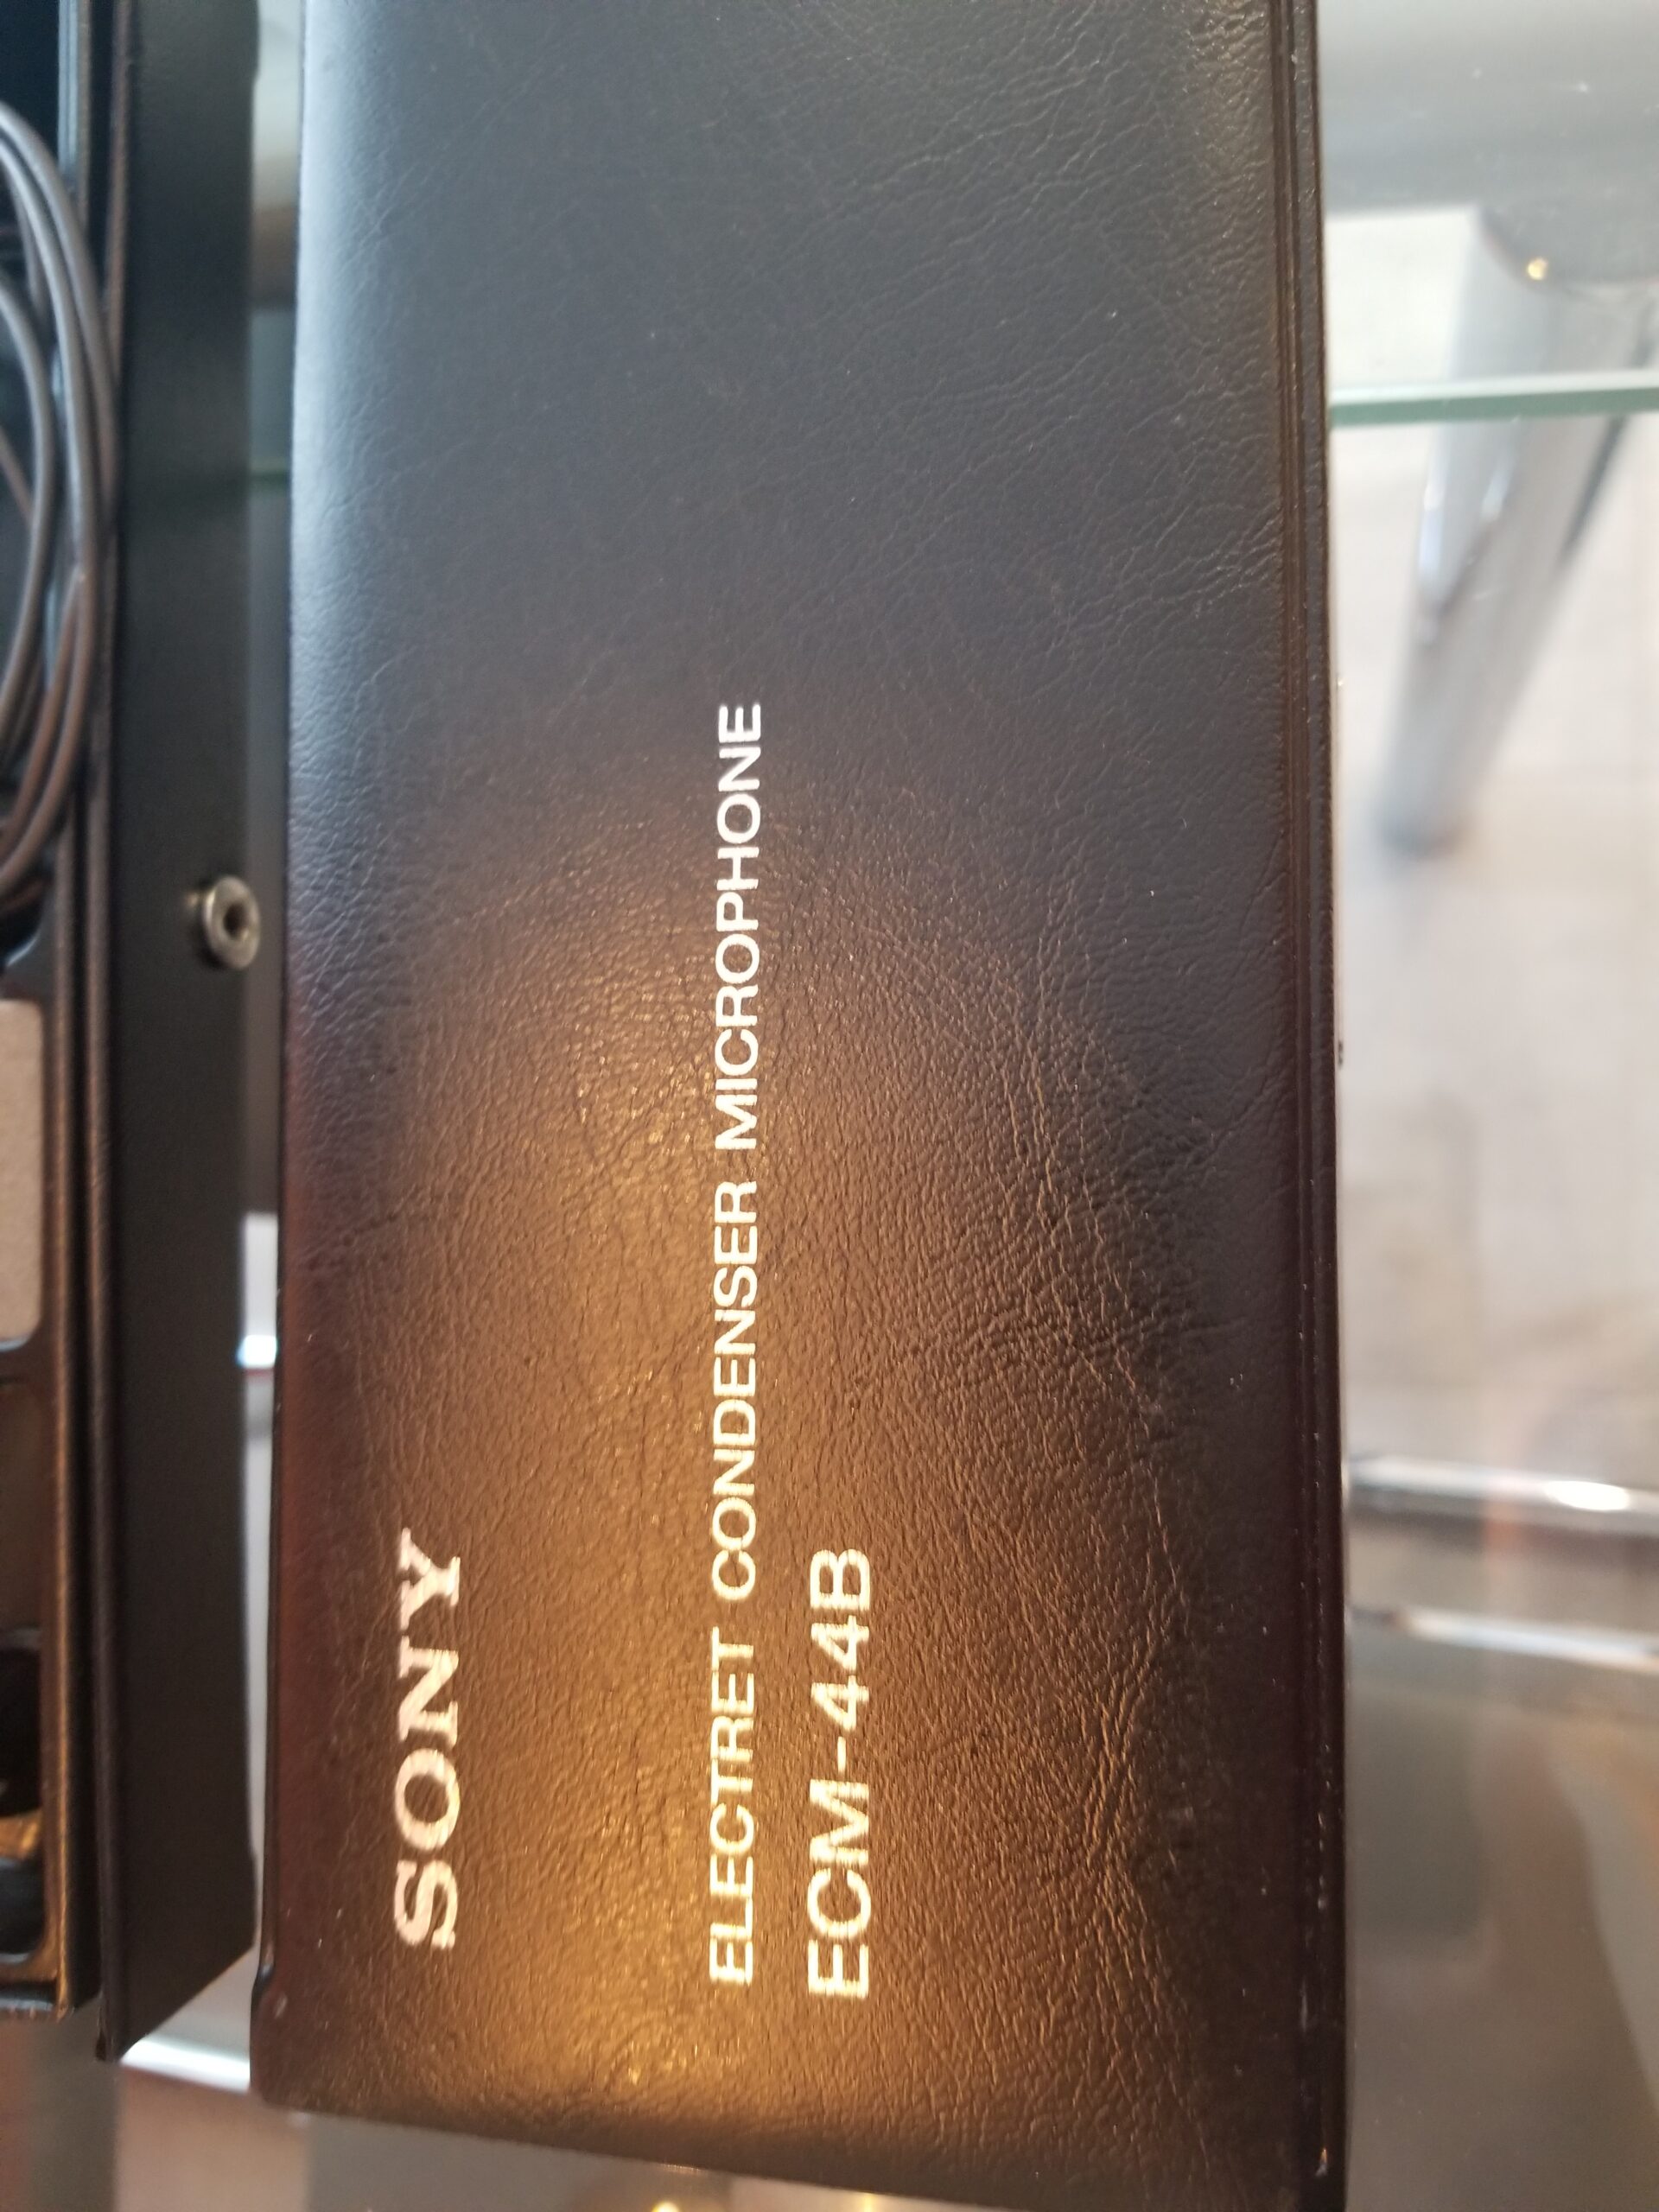 SONY
ELECTRET CONDENSER MICROPHONE
ECM-44B